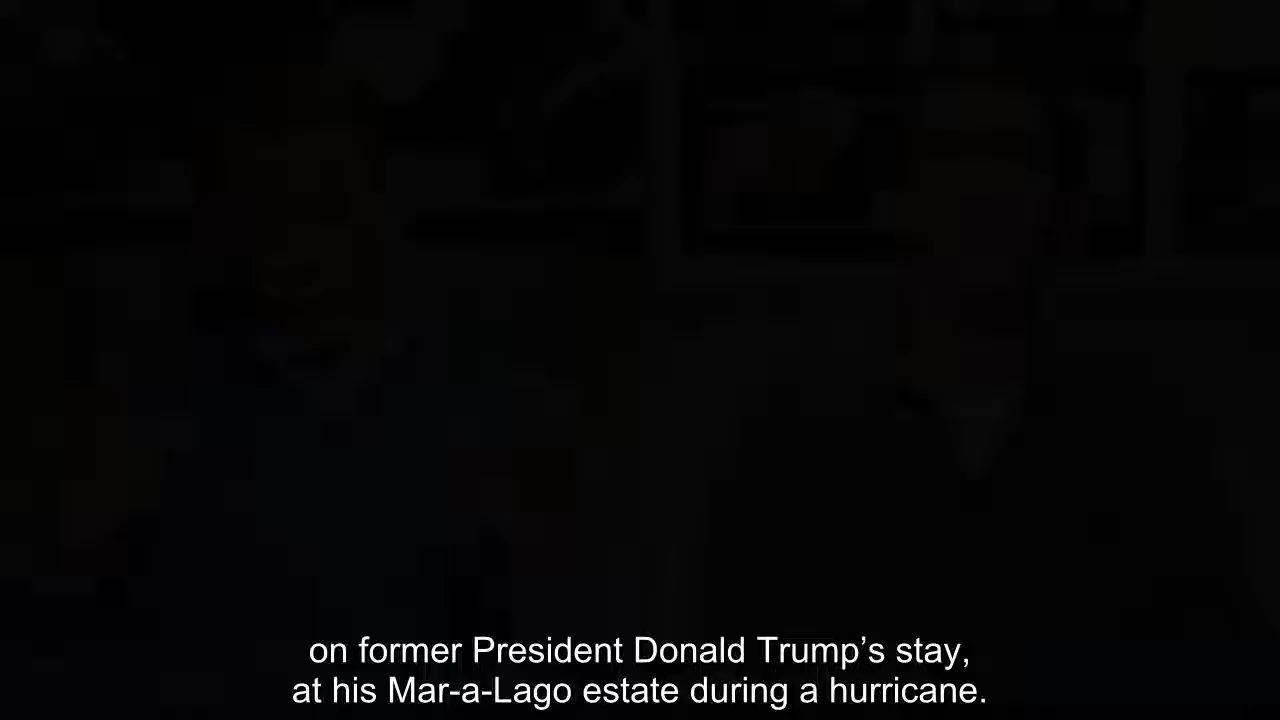 on former President Donald Trump’s stay,
at his Mar-a-Lago estate during a hurricane.